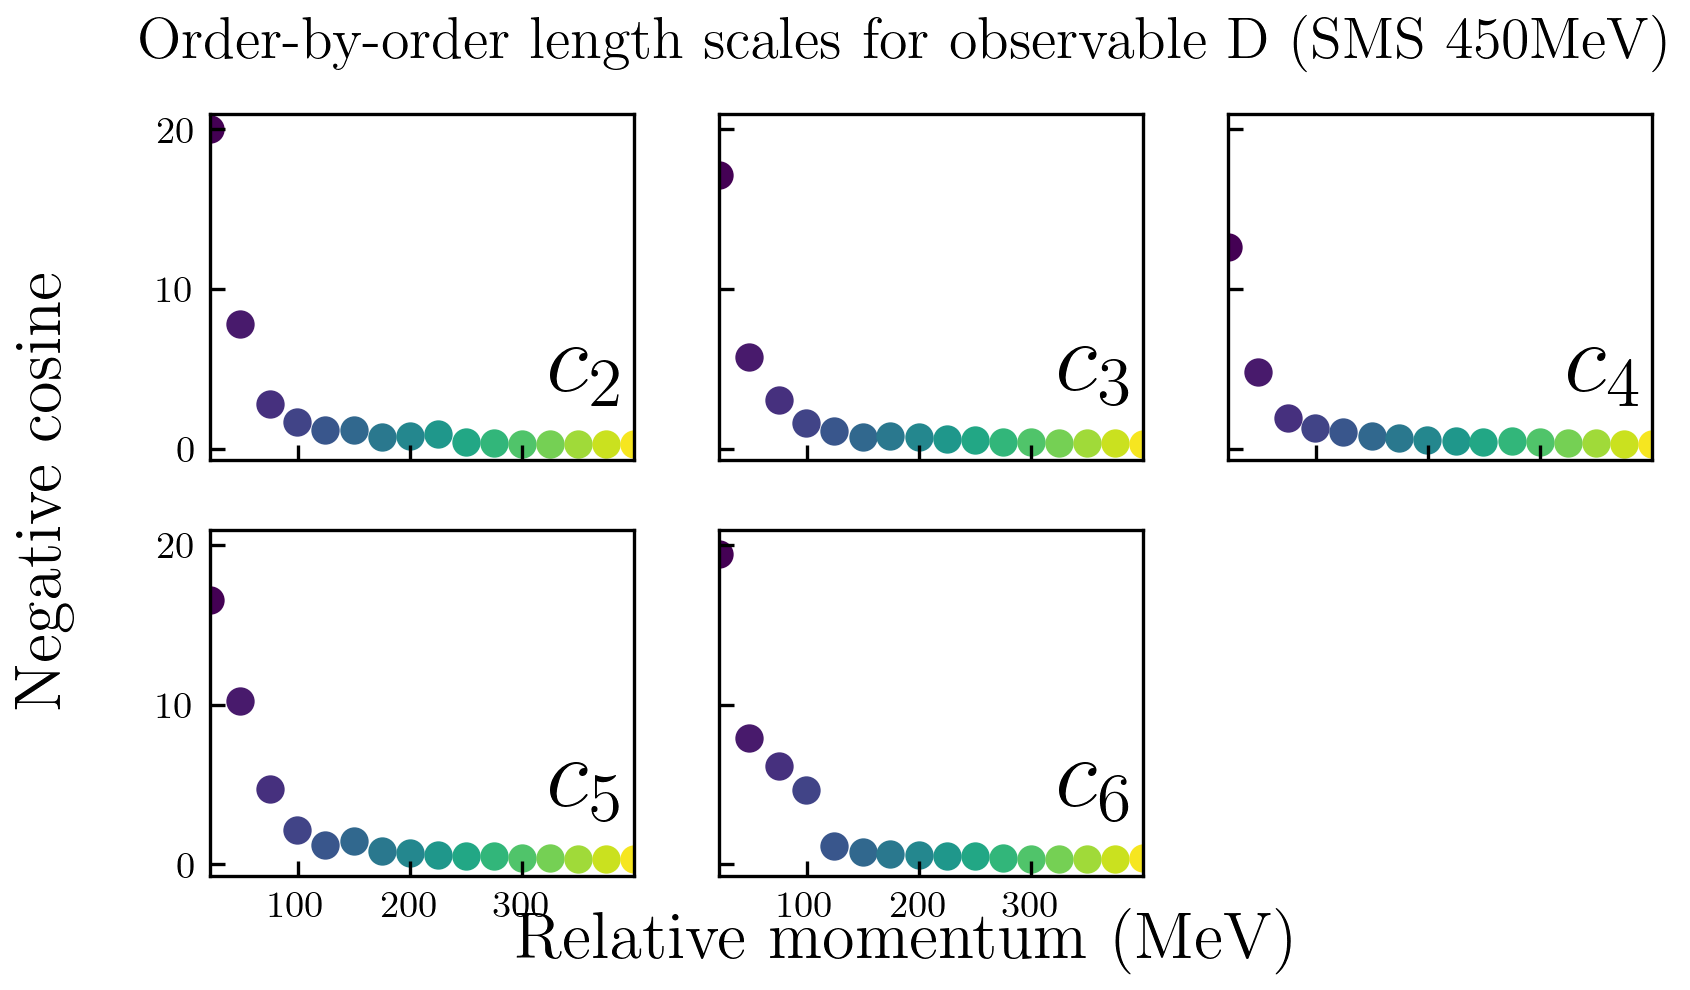 Order-by-order length scales for observable D (SMS 450MeV)
Negative cosine
20
10
0
c2
c3
c4
20
10
0
c5
c6
100 200 300
100 200 300
Relative momentum (MeV)